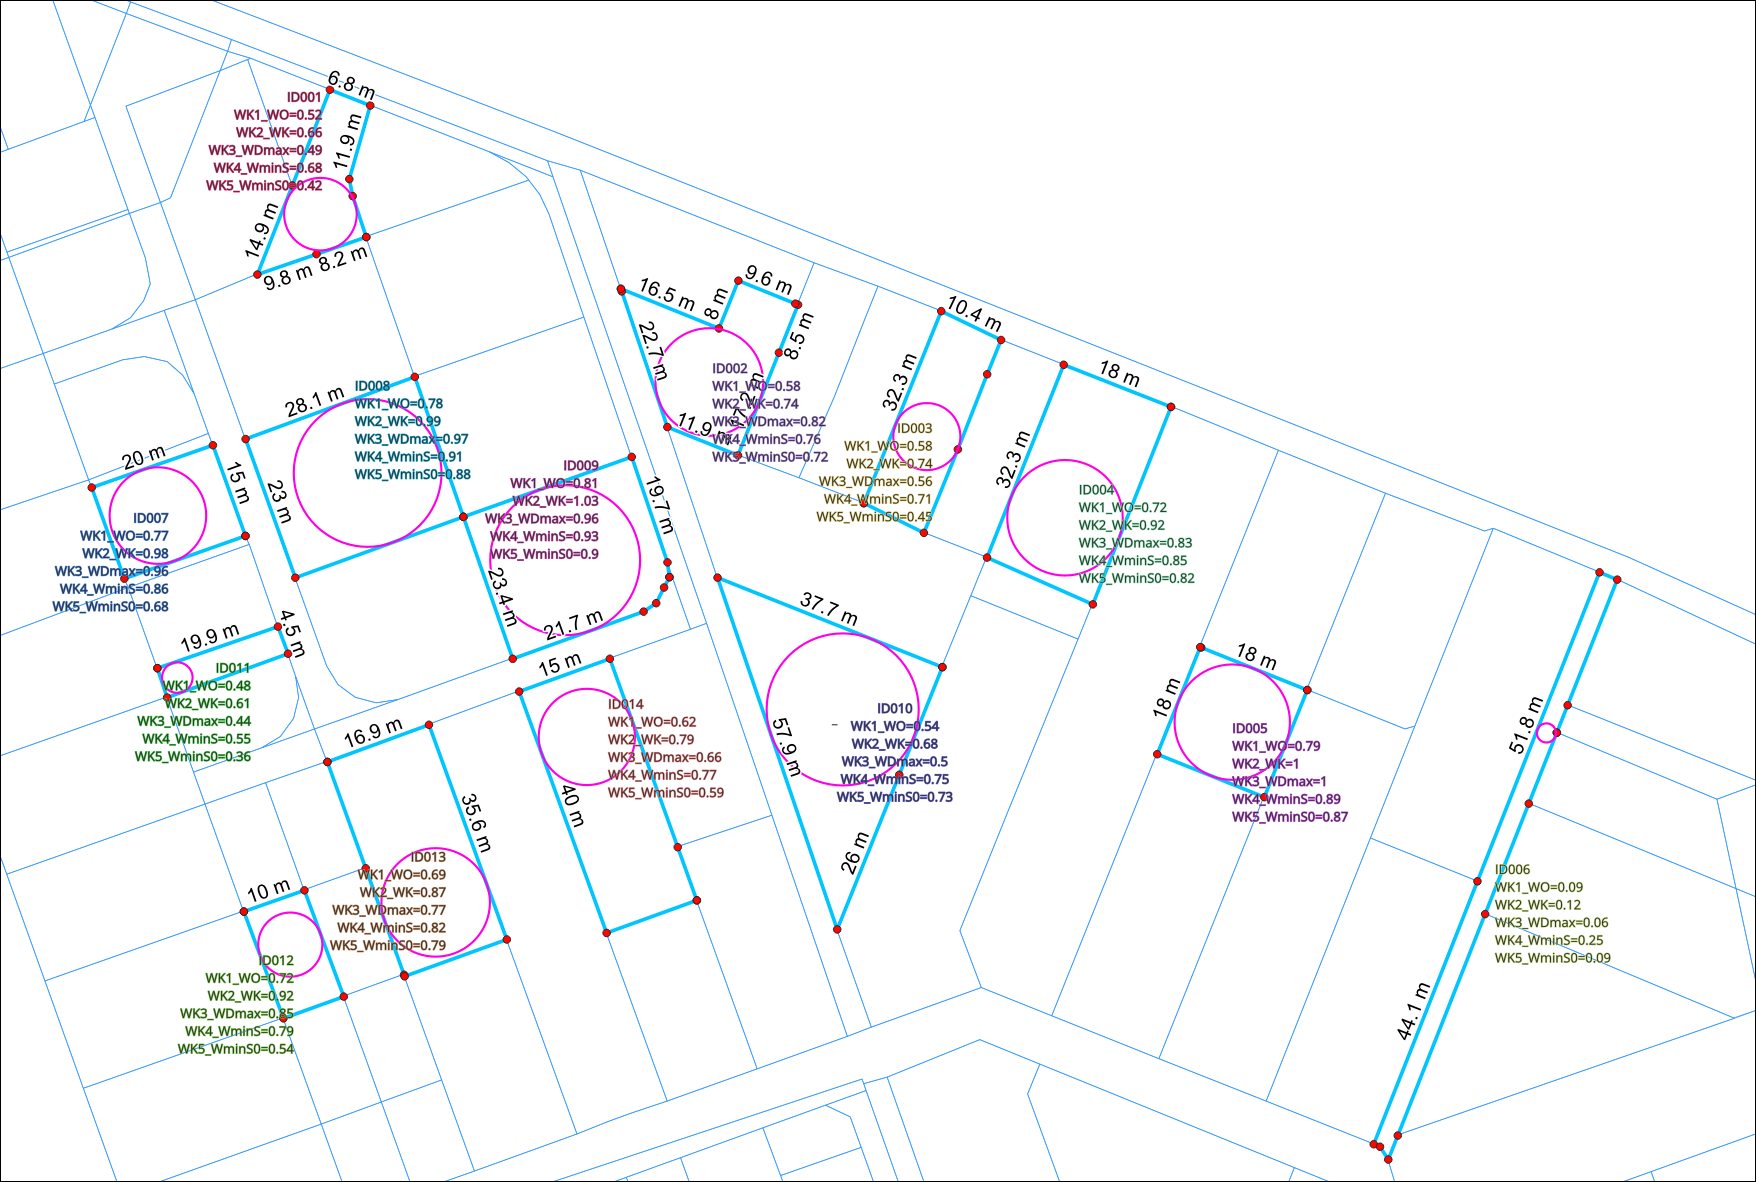 6.8 m
ID001
WK1_WO=0.52
WK2_WK=0.66
WK3_WDmax=0.49
WK4_WminS=0.68
WK5_WminS0=0.42
11.9 m
14.9 m
9.8 m
8.2 m
16.5 m
8 m
9.6 m
8.5 m
22.7 m
11.9 m
ID002
WK1_WO=0.58
WK2_WK=0.74
WK3_WDmax=0.82
WK4_WminS=0.76
WK5_WminS0=0.72
10.4 m
32.3 m
ID003
WK1_WO=0.58
WK2_WK=0.74
WK3_WDmax=0.56
WK4_WminS=0.71
WK5_WminS0=0.45
18 m
32.3 m
ID004
WK1_WO=0.72
WK2_WK=0.92
WK3_WDmax=0.83
WK4_WminS=0.85
WK5_WminS0=0.82
28.1 m
23 m
ID008
WK1_WO=0.78
WK2_WK=0.99
WK3_WDmax=0.97
WK4_WminS=0.91
WK5_WminS0=0.88
20 m
15 m
ID007
WK1_WO=0.77
WK2_WK=0.98
WK3_WDmax=0.96
WK4_WminS=0.86
WK5_WminS0=0.68
ID009
WK1_WO=0.81
WK2_WK=1.03
WK3_WDmax=0.96
WK4_WminS=0.93
WK5_WminS0=0.9
19.7 m
23.4 m
21.7 m
19.9 m
4.5 m
ID011
WK1_WO=0.48
WK2_WK=0.61
WK3_WDmax=0.44
WK4_WminS=0.55
WK5_WminS0=0.36
15 m
40 m
ID014
WK1_WO=0.62
WK2_WK=0.79
WK3_WDmax=0.66
WK4_WminS=0.77
WK5_WminS0=0.59
37.7 m
57.9 m
26 m
ID010
WK1_WO=0.54
WK2_WK=0.68
WK3_WDmax=0.5
WK4_WminS=0.75
WK5_WminS0=0.73
18 m
18 m
ID005
WK1_WO=0.79
WK2_WK=1
WK3_WDmax=1
WK4_WminS=0.89
WK5_WminS0=0.87
16.9 m
35.6 m
ID013
WK1_WO=0.69
WK2_WK=0.87
WK3_WDmax=0.77
WK4_WminS=0.82
WK5_WminS0=0.79
10 m
ID012
WK1_WO=0.72
WK2_WK=0.92
WK3_WDmax=0.85
WK4_WminS=0.79
WK5_WminS0=0.54
51.8 m
44.1 m
ID006
WK1_WO=0.09
WK2_WK=0.12
WK3_WDmax=0.06
WK4_WminS=0.25
WK5_WminS0=0.09